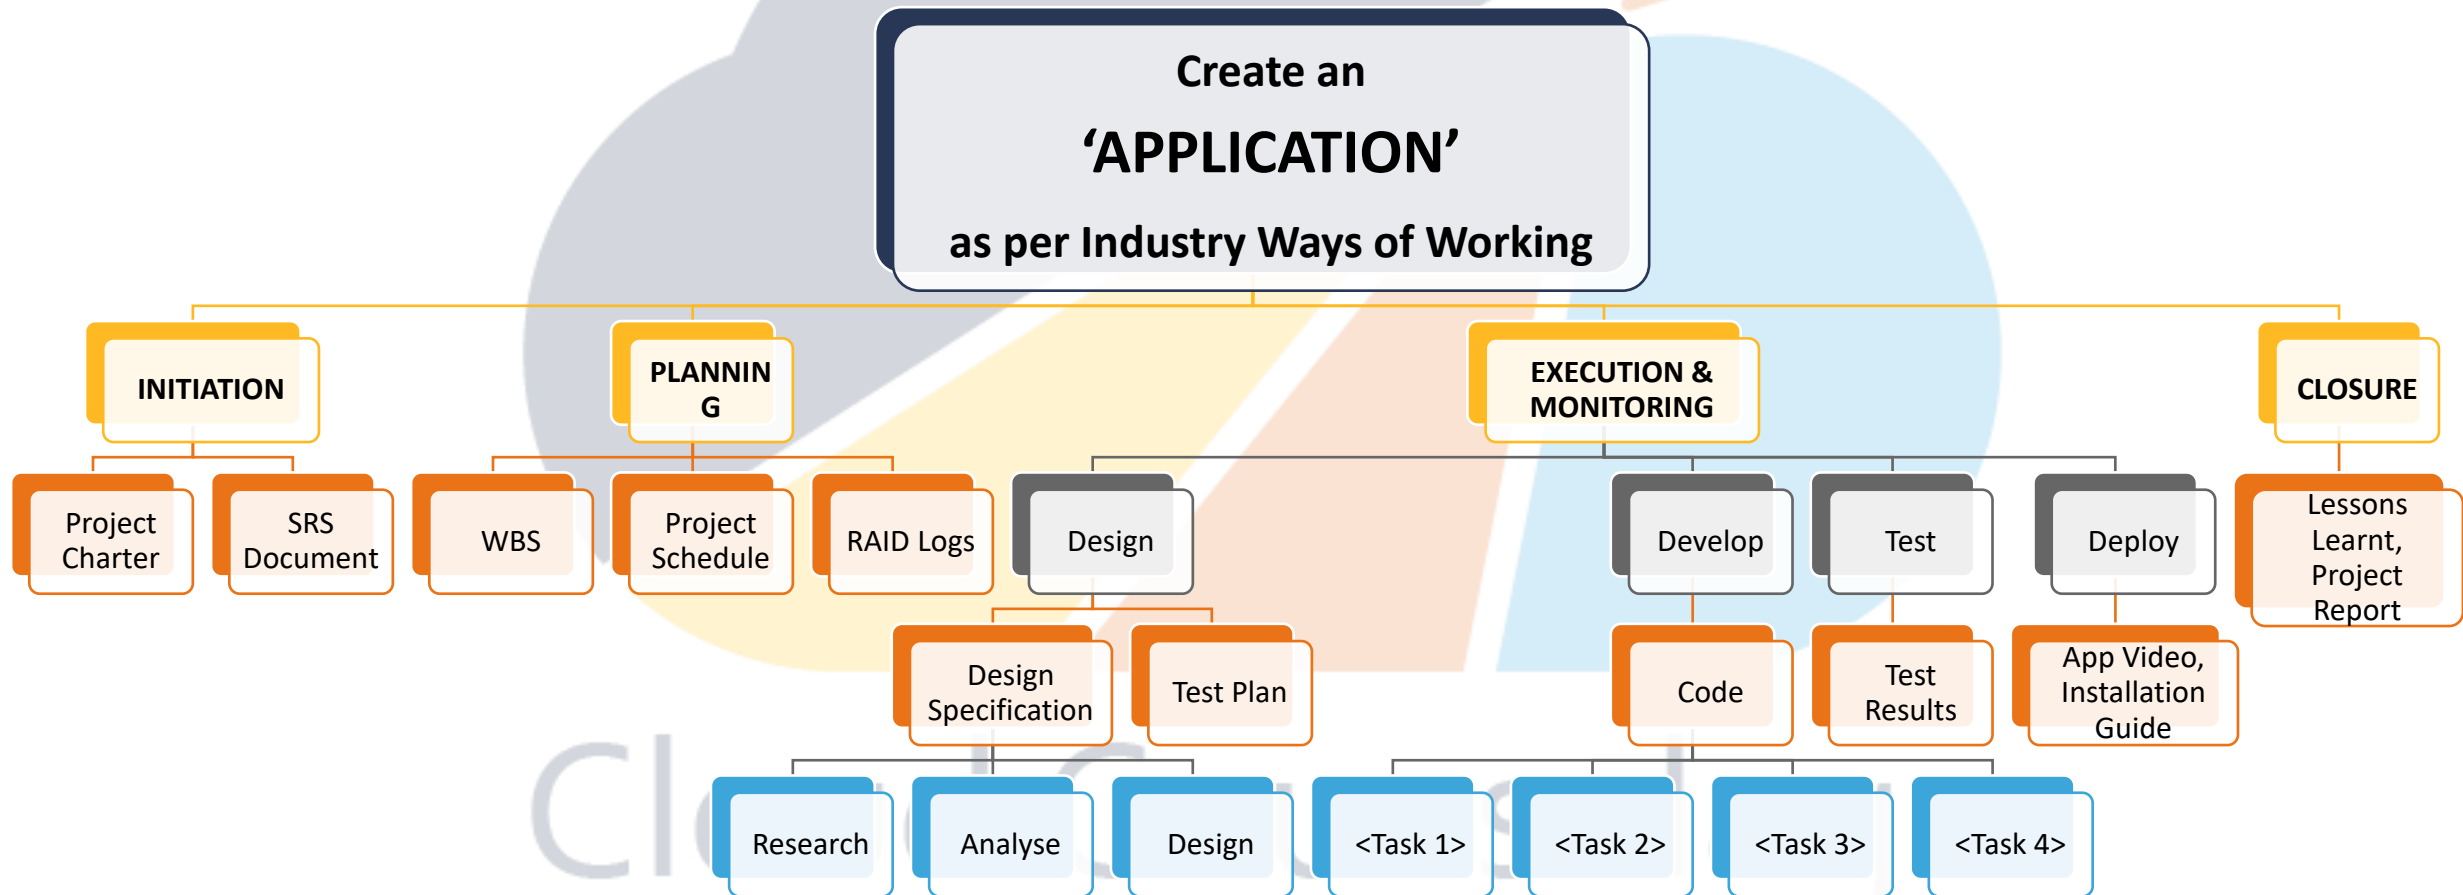 Create an
‘APPLICATION’
as per Industry Ways of Working
INITIATION
PLANNIN
G
EXECUTION &
MONITORING
CLOSURE
Project
Charter
SRS
Document
WBS
Project
Schedule
RAID Logs
Design
Develop
Test
Deploy
Lessons
Learnt,
Project
Report
Design
Specification
Test Plan
Code
Test
Results
App Video,
Installation
Guide
Research
Analyse
Design
<Task 1>
<Task 2>
<Task 3>
<Task 4>